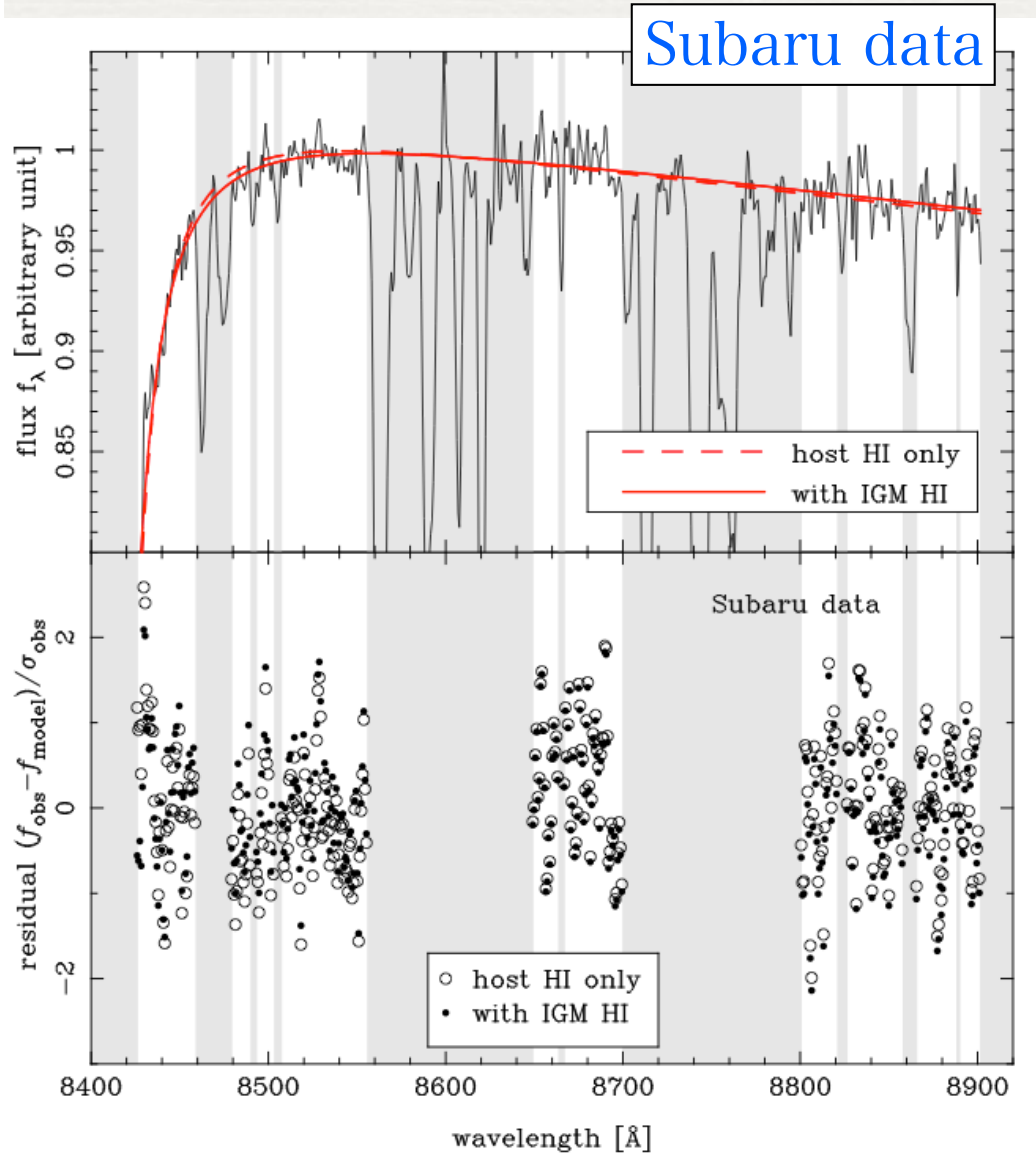 Subaru data
flux f_λ [arbitrary unit]
1
0.95
0.9
0.85
host HI only
with IGM HI
residual (f_obs−f_model)/σ_obs
2
0
−2
Subaru data
host HI only
with IGM HI
8400 8500 8600 8700 8800 8900
wavelength [Å]